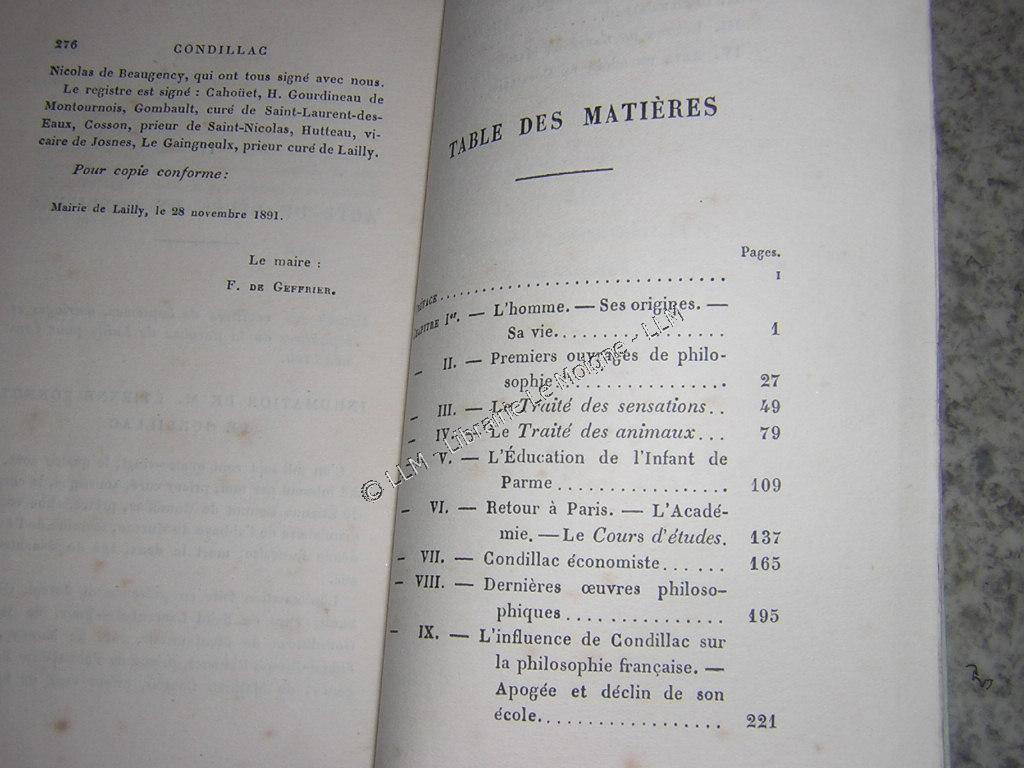 276 CONDILLAC
Nicolas de Beaugency, qui ont tous signé avec nous.
Le registre est signé : Cahoüet, H. Gourdineau de
Montournois, Gombault, curé de Saint-Laurent-des-
Eaux, Cosson, prieur de Saint-Nicolas, Hutteau, vi-
caire de Josnes, Le Gaingneulx, prieur curé de Lailly.
Pour copie conforme :
Mairie de Lailly, le 28 novembre 1891.
Le maire :
F. DE GEFFRIER.
TABLE DES MATIÈRES
Pages.
PRÉFACE ........................ I
CHAPITRE Ier. — L'homme. — Ses origines. —
Sa vie.................. 1
— II. — Premiers ouvrages de philo-
sophie.................. 27
— III. — Le Traité des sensations.. 49
— IV. — Le Traité des animaux... 79
— V. — L'Éducation de l'Infant de
Parme................ 109
— VI. — Retour à Paris. — L'Acadé-
mie. — Le Cours d'études. 137
— VII. — Condillac économiste...... 165
— VIII. — Dernières œuvres philoso-
phiques.............. 195
— IX. — L'influence de Condillac sur
la philosophie française. —
Apogée et déclin de son
école.................. 221
© LLM - Librairie Le Moigne - LLM